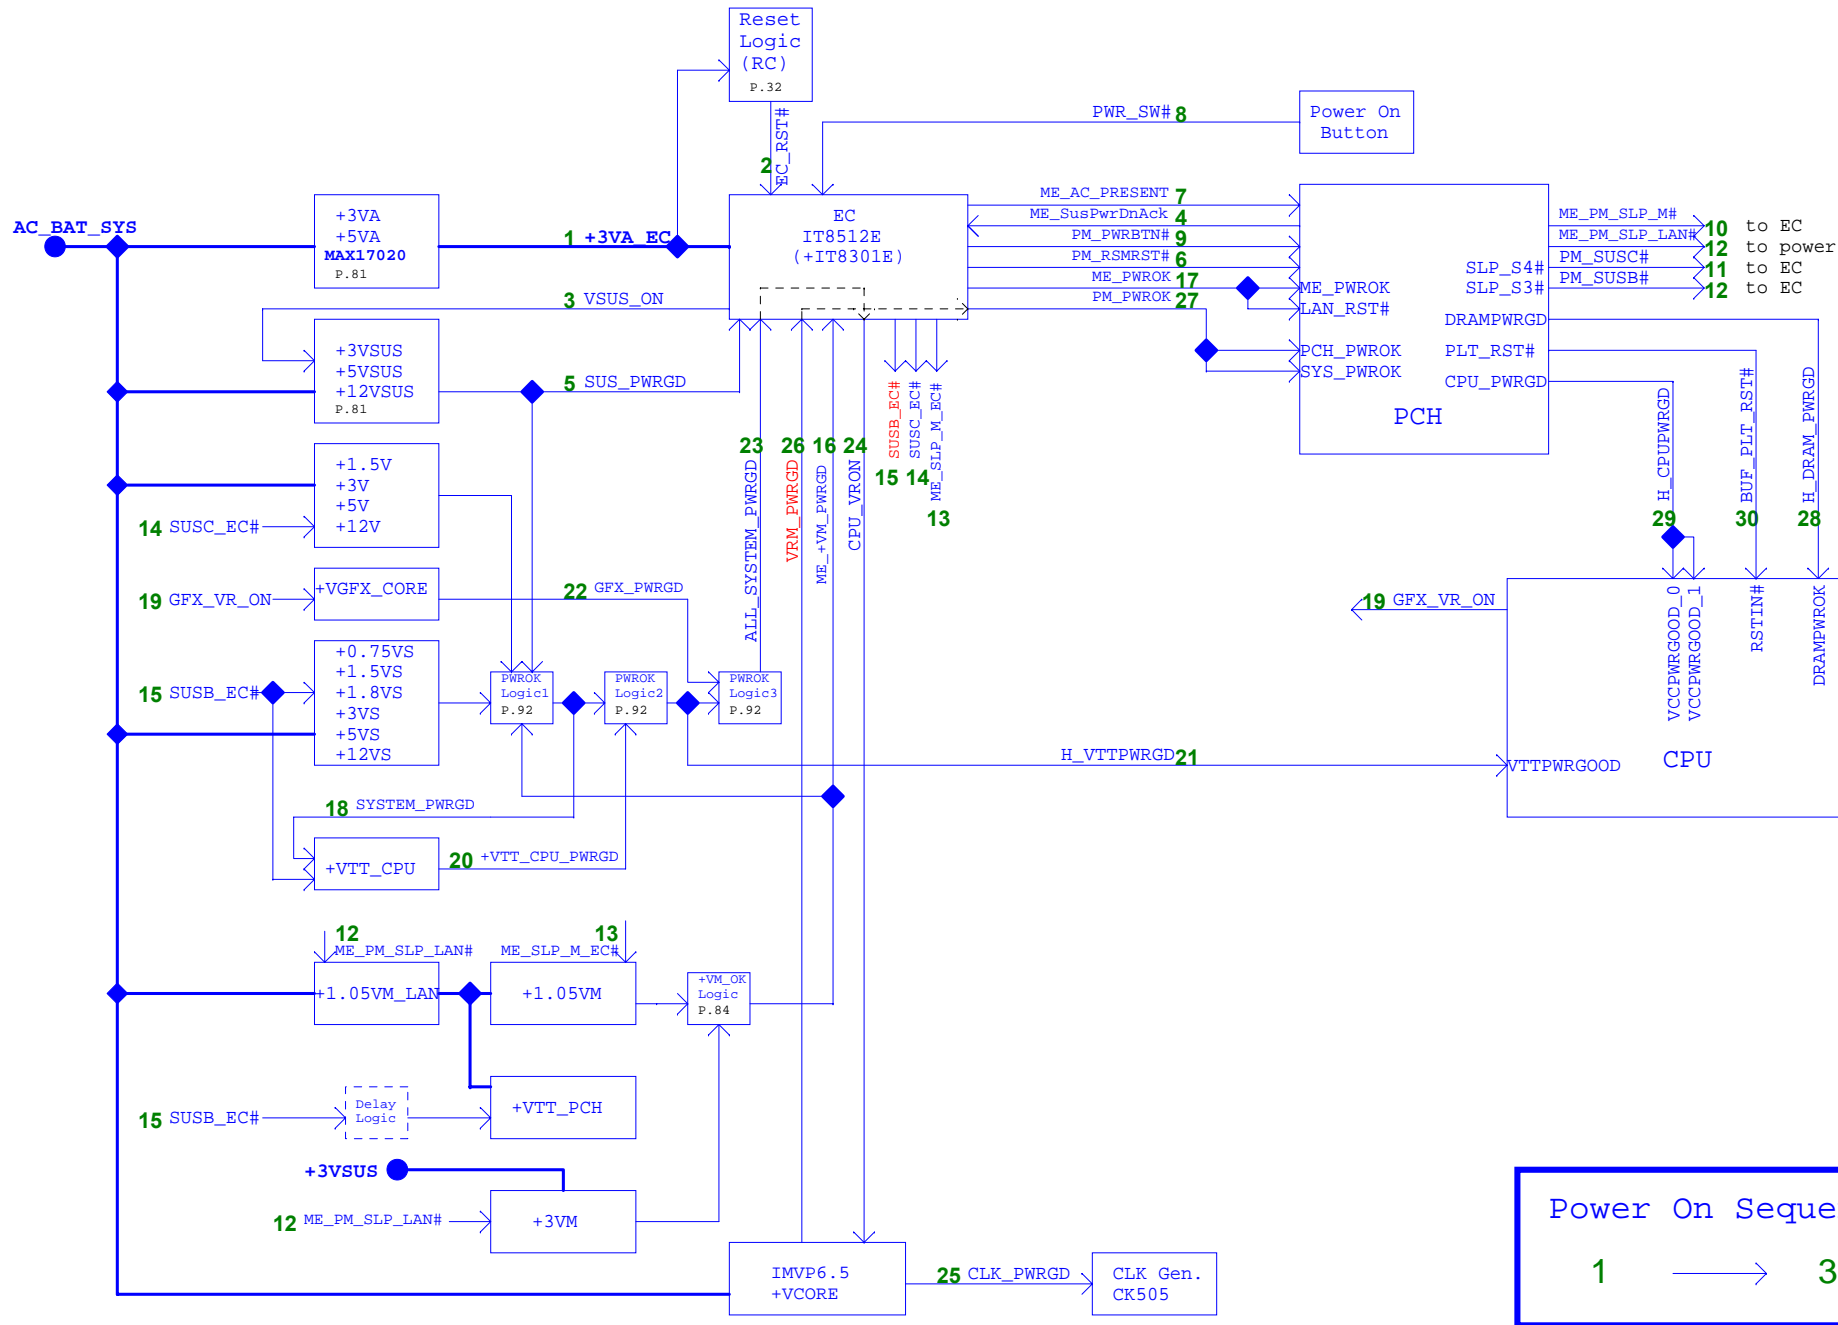 Reset
Logic
(RC)
P.32
EC_RST#
2
PWR_SW# 8
Power On
Button
AC_BAT_SYS
+3VA
+5VA
MAX17020
P.81
1 +3VA_EC
EC
IT8512E
(+IT8301E)
ME_AC_PRESENT 7
ME_SusPwrDnAck 4
PM_PWRBTN# 9
PM_RSMRST# 6
ME_PWROK 17
PM_PWROK 27
ME_PWROK
LAN_RST#
PCH_PWROK
SYS_PWROK
SLP_S4#
SLP_S3#
DRAMPWRGD
PLT_RST#
CPU_PWRGD
PCH
ME_PM_SLP_M# 10 to EC
ME_PM_SLP_LAN# 12 to power
PM_SUSC# 11 to EC
PM_SUSB# 12 to EC
3 VSUS_ON
+3VSUS
+5VSUS
+12VSUS
P.81
5 SUS_PWRGD
+1.5V
+3V
+5V
+12V
14 SUSC_EC#
23
ALL_SYSTEM_PWRGD
26
VRM_PWRGD
16
ME_+VM_PWRGD
24
CPU_VRON
SUSB_EC#
15
SUSC_EC#
14
ME_SLP_M_EC#
13
H_CPUPWRGD
29
BUF_PLT_RST#
30
H_DRAM_PWRGD
28
19 GFX_VR_ON
+VGFX_CORE
22 GFX_PWRGD
19 GFX_VR_ON
VCCPWRGOOD_0
VCCPWRGOOD_1
RSTIN#
DRAMPWROK
VTTPWRGOOD
CPU
15 SUSB_EC#
+0.75VS
+1.5VS
+1.8VS
+3VS
+5VS
+12VS
PWROK
Logic1
P.92
PWROK
Logic2
P.92
PWROK
Logic3
P.92
H_VTTPWRGD 21
18 SYSTEM_PWRGD
+VTT_CPU
20 +VTT_CPU_PWRGD
12
ME_PM_SLP_LAN#
13
ME_SLP_M_EC#
+1.05VM_LAN
+1.05VM
+VM_OK
Logic
P.84
15 SUSB_EC#
Delay
Logic
+VTT_PCH
+3VSUS
12 ME_PM_SLP_LAN#
+3VM
IMVP6.5
+VCORE
25 CLK_PWRGD
CLK Gen.
CK505
Power On Seque
1 3